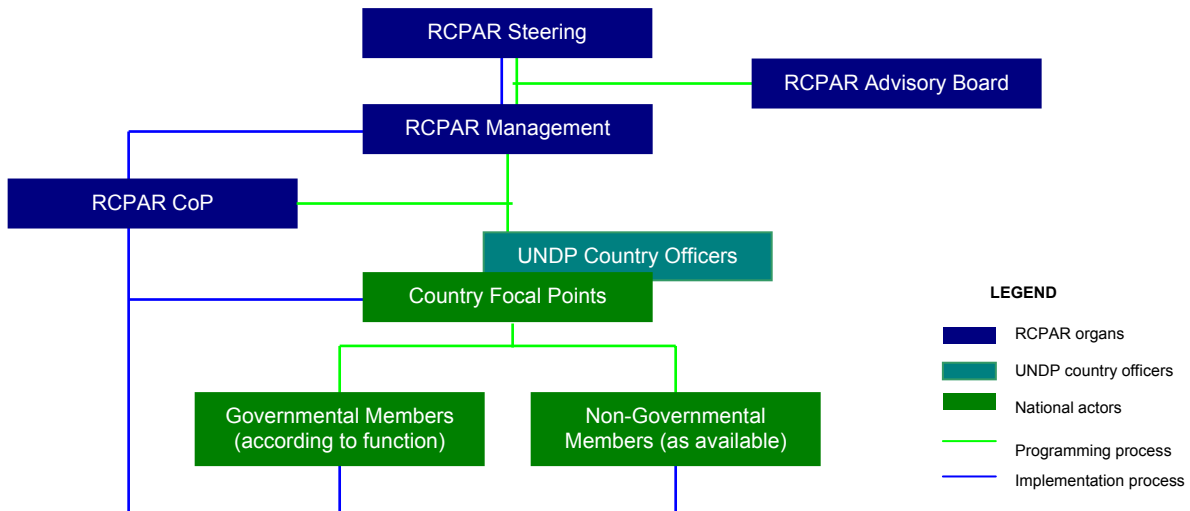 RCPAR Steering
RCPAR Advisory Board
RCPAR Management
RCPAR CoP
UNDP Country Officers
Country Focal Points
Governmental Members
(according to function)
Non-Governmental
Members (as available)
LEGEND
RCPAR organs
UNDP country officers
National actors
Programming process
Implementation process